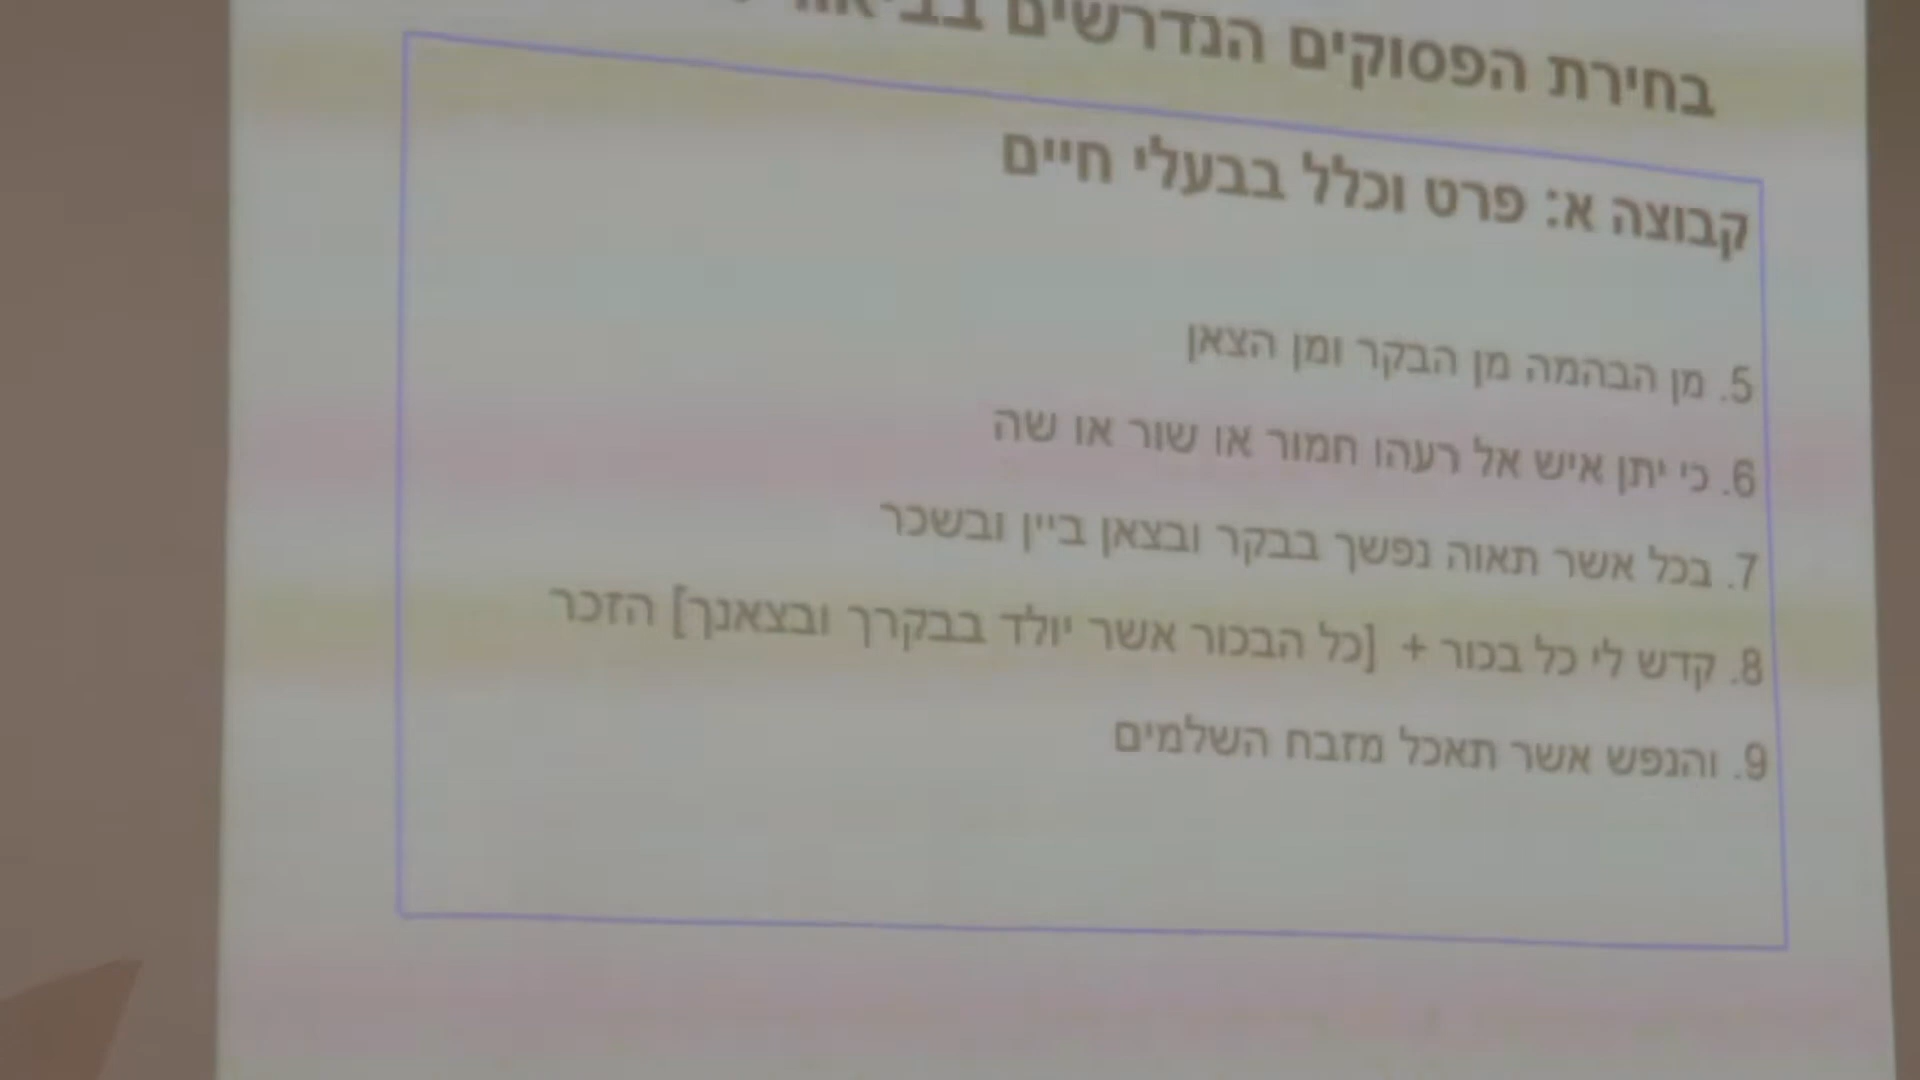 בחירת הפסוקים הנדרשים
קבוצה א: פרט וכלל בבעלי חיים
5. מן הבהמה מן הבקר ומן הצאן
6. כי יתן איש אל רעהו חמור או שור או שה
7. בכל אשר תאוה נפשך בבקר ובצאן ביין ובשכר
8. קדש לי כל בכור + [כל הבכור אשר יולד בבקרך ובצאנך] הזכר
9. והנפש אשר תאכל מזבח השלמים